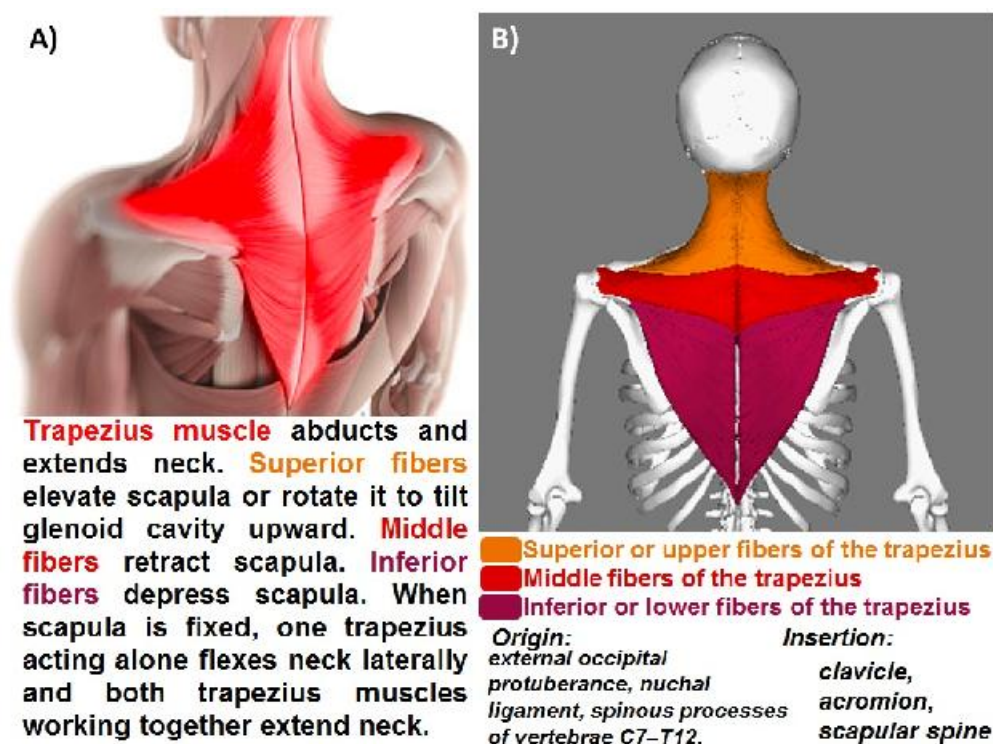 A)
Trapezius muscle abducts and
extends neck. Superior fibers
elevate scapula or rotate it to tilt
glenoid cavity upward. Middle
fibers retract scapula. Inferior
fibers depress scapula. When
scapula is fixed, one trapezius
acting alone flexes neck laterally
and both trapezius muscles
working together extend neck.
B)
Superior or upper fibers of the trapezius
Middle fibers of the trapezius
Inferior or lower fibers of the trapezius
Origin:
external occipital
protuberance, nuchal
ligament, spinous processes
of vertebrae C7–T12.
Insertion:
clavicle,
acromion,
scapular spine